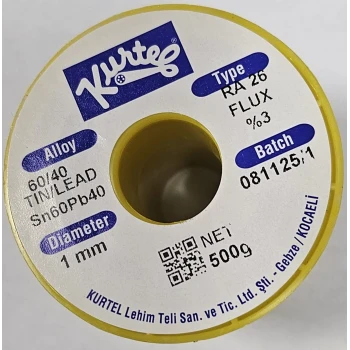 Kurtel
Type
RA 26
FLUX
%3
Batch
081125/1
Alloy
60/40
TIN/LEAD
Sn60Pb40
Diameter
1 mm
NET
500g
KURTEL Lehim Teli San. ve Tic. Ltd. Şti. - Gebze / KOCAELİ